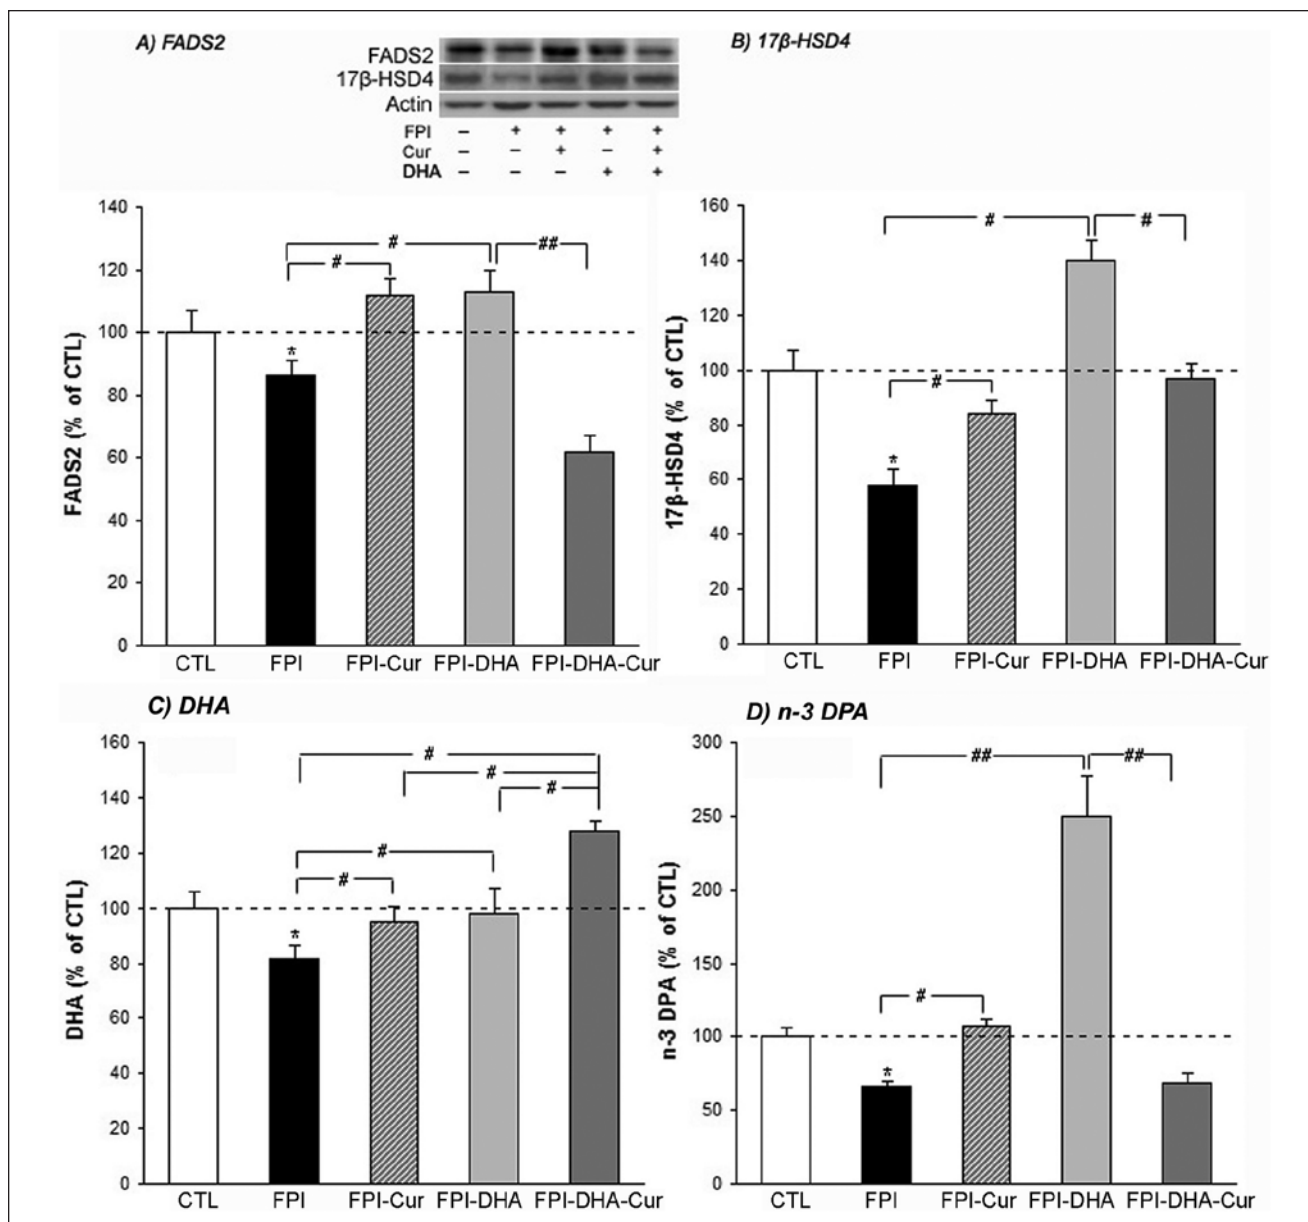 A) FADS2
B) 17β-HSD4
FADS2
17β-HSD4
Actin
FPI − + + + +
Cur − − + − +
DHA − − − + +
FADS2 (% of CTL)
140
120
100
80
60
40
20
0
#
#
##
*
CTL FPI FPI-Cur FPI-DHA FPI-DHA-Cur
17β-HSD4 (% of CTL)
160
140
120
100
80
60
40
20
0
#
#
#
*
CTL FPI FPI-Cur FPI-DHA FPI-DHA-Cur
C) DHA
DHA (% of CTL)
160
140
120
100
80
60
40
20
0
#
#
#
#
#
*
CTL FPI FPI-Cur FPI-DHA FPI-DHA-Cur
D) n-3 DPA
n-3 DPA (% of CTL)
300
250
200
150
100
50
0
##
##
#
*
CTL FPI FPI-Cur FPI-DHA FPI-DHA-Cur